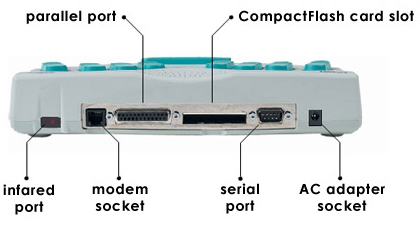 parallel port
CompactFlash card slot
infared
port
modem
socket
serial
port
AC adapter
socket